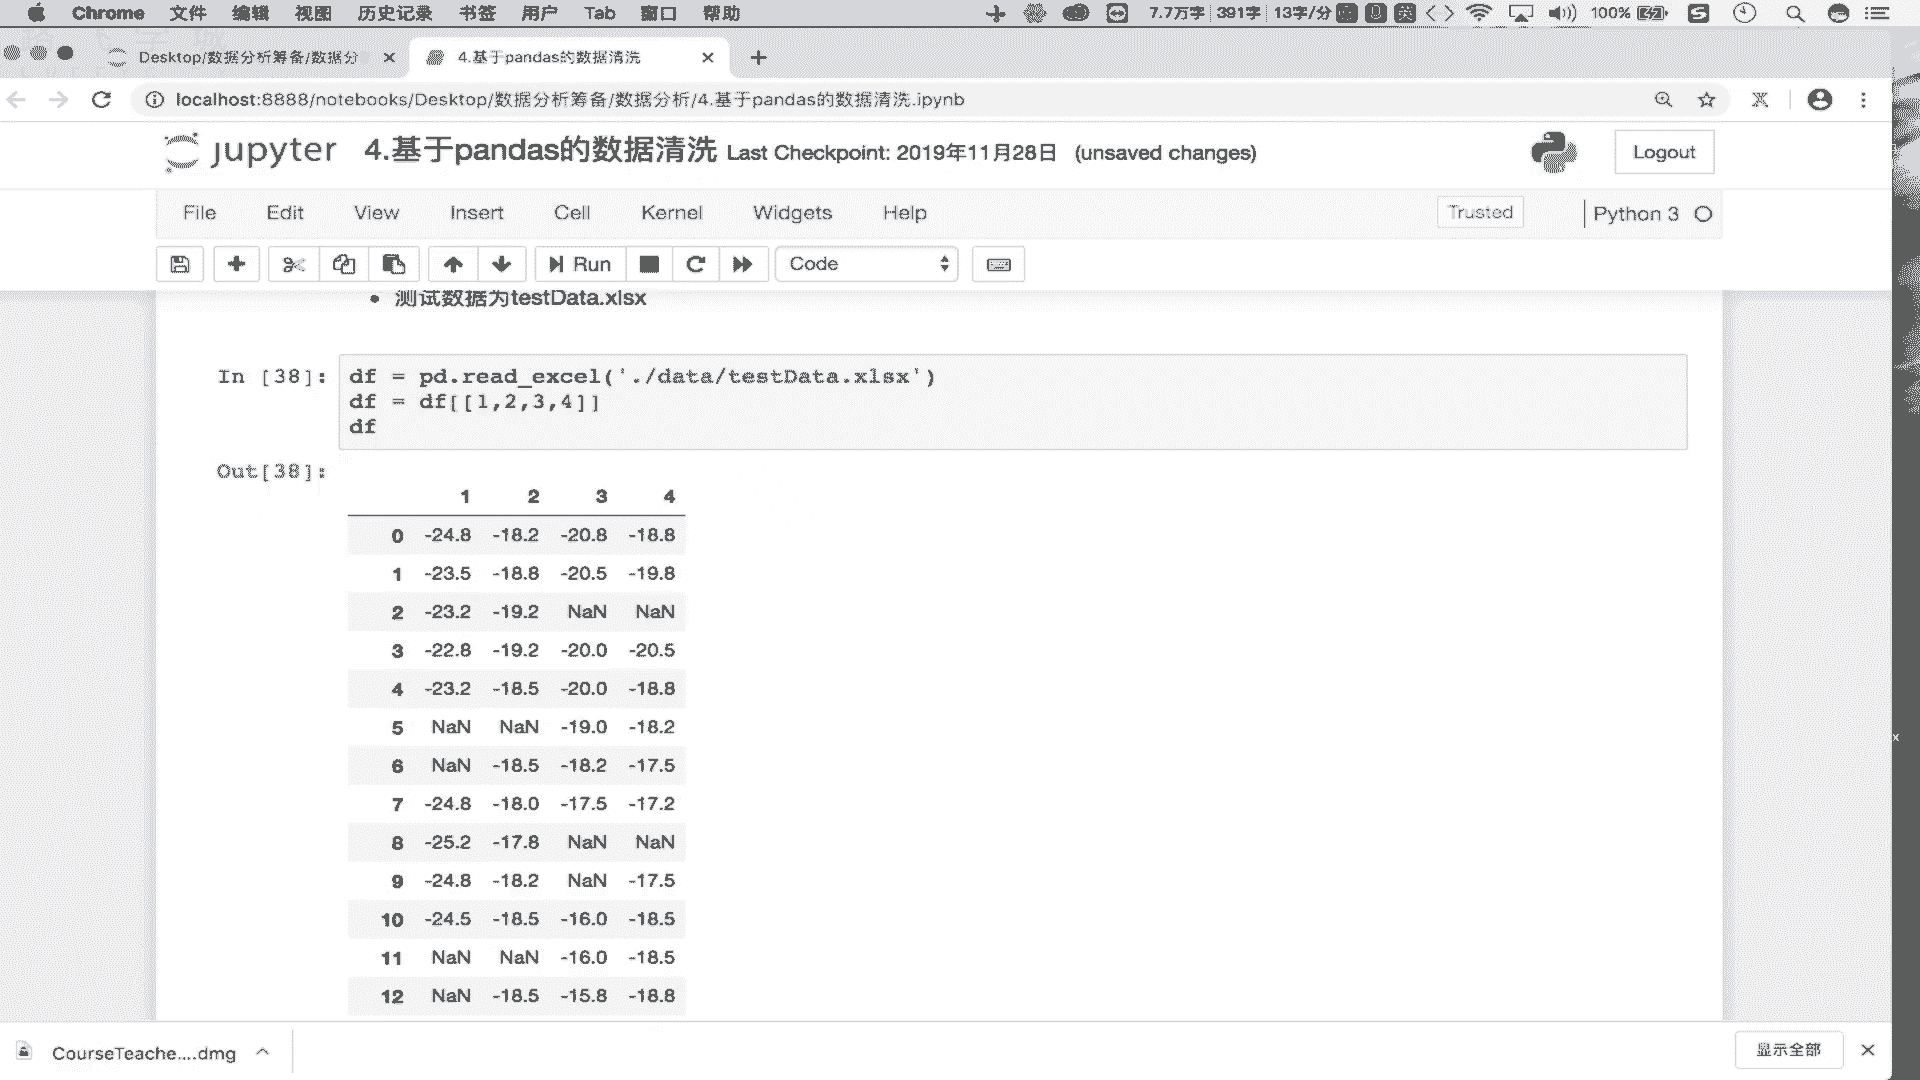 Chrome 文件 编辑 视图 历史记录 书签 用户 Tab 窗口 帮助 7.7万字 391字 13字/分 英 100%
Desktop/数据分析筹备/数据分 4.基于pandas的数据清洗
localhost:8888/notebooks/Desktop/数据分析筹备/数据分析/4.基于pandas的数据清洗.ipynb
jupyter 4.基于pandas的数据清洗 Last Checkpoint: 2019年11月28日 (unsaved changes) Logout
File Edit View Insert Cell Kernel Widgets Help Trusted Python 3
Run Code
测试数据为testData.xlsx
In [38]: df = pd.read_excel('./data/testData.xlsx')
df = df[[1,2,3,4]]
df
Out[38]:
1 2 3 4
0 -24.8 -18.2 -20.8 -18.8
1 -23.5 -18.8 -20.5 -19.8
2 -23.2 -19.2 NaN NaN
3 -22.8 -19.2 -20.0 -20.5
4 -23.2 -18.5 -20.0 -18.8
5 NaN NaN -19.0 -18.2
6 NaN -18.5 -18.2 -17.5
7 -24.8 -18.0 -17.5 -17.2
8 -25.2 -17.8 NaN NaN
9 -24.8 -18.2 NaN -17.5
10 -24.5 -18.5 -16.0 -18.5
11 NaN NaN -16.0 -18.5
12 NaN -18.5 -15.8 -18.8
CourseTeache....dmg 显示全部